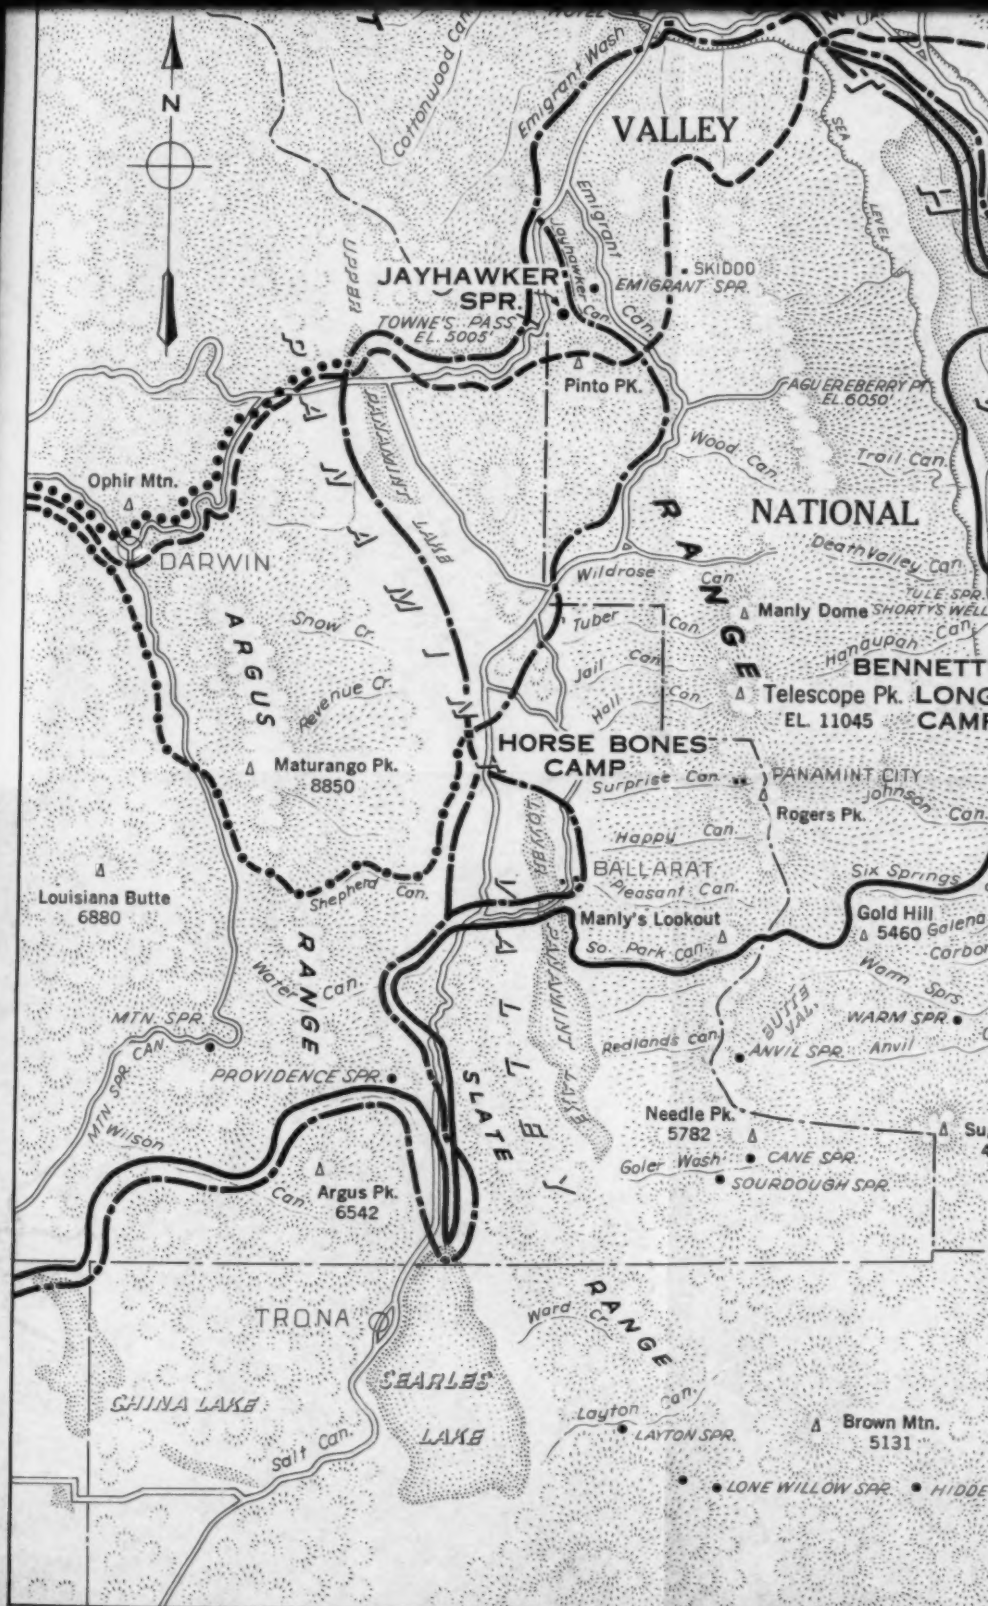 Cottonwood Can.
Emigrant Wash
N
VALLEY
SEA
LEVEL
Emigrant
Can.
Jayhawker Can.
SKIDOO
EMIGRANT SPR.
UPPER
JAYHAWKER
SPR.
TOWNE'S PASS
EL. 5005'
Pinto PK.
AGUEREBERRY PT.
EL. 6050'
PANAMINT
LAKE
PANAMINT
VALLEY
Wood Can.
Trail Can.
Ophir Mtn.
NATIONAL
RANGE
DARWIN
Death Valley Can.
Wildrose Can.
TULE SPR.
Manly Dome
SHORTYS WELL
Tuber Can.
Hanaupah Can.
ARGUS
Snow Cr.
Jail Can.
BENNETT
Revenue Cr.
Hall Can.
Telescope Pk.
EL. 11045
LONG
CAMP
HORSE BONES
CAMP
Maturango Pk.
8850
Surprise Can.
PANAMINT CITY
Johnson Can.
Rogers Pk.
Happy Can.
Louisiana Butte
6880
Shepherd Can.
BALLARAT
Pleasant Can.
Six Springs
Manly's Lookout
Gold Hill
5460
Galena
So. Park Can.
Carbon
RANGE
Water Can.
LOWER
PANAMINT LAKE
Warm Sprs.
BUTTE
VAL.
WARM SPR.
MTN. SPR.
CAN.
MTN. SPR.
Redlands Can.
ANVIL SPR.
Anvil
PROVIDENCE SPR.
SLATE
Needle Pk.
5782
Wilson
Can.
Argus Pk.
6542
Goler Wash
CANE SPR.
SOURDOUGH SPR.
RANGE
TRONA
Ward Cr.
CHINA LAKE
SEARLES
LAKE
Salt Can.
Layton Can.
LAYTON SPR.
Brown Mtn.
5131
LONE WILLOW SPR.
HIDDE